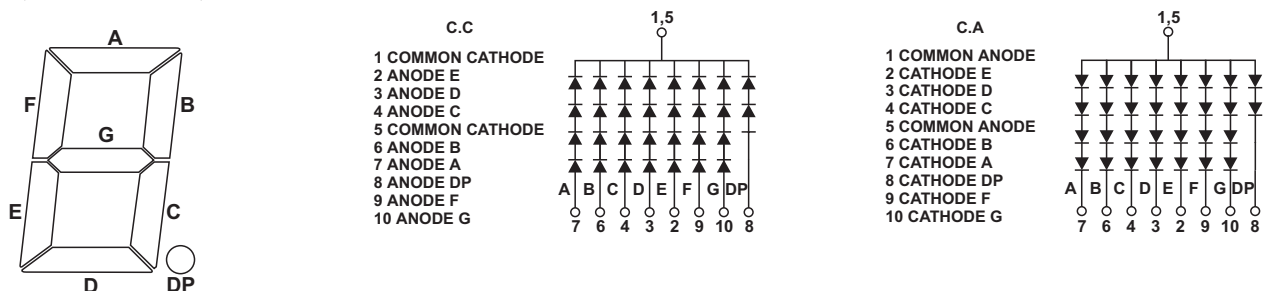 A
F
B
G
E
C
D
DP
C.C
1 COMMON CATHODE
2 ANODE E
3 ANODE D
4 ANODE C
5 COMMON CATHODE
6 ANODE B
7 ANODE A
8 ANODE DP
9 ANODE F
10 ANODE G
1,5
A B C D E F G DP
7 6 4 3 2 9 10 8
C.A
1 COMMON ANODE
2 CATHODE E
3 CATHODE D
4 CATHODE C
5 COMMON ANODE
6 CATHODE B
7 CATHODE A
8 CATHODE DP
9 CATHODE F
10 CATHODE G
1,5
A B C D E F G DP
7 6 4 3 2 9 10 8